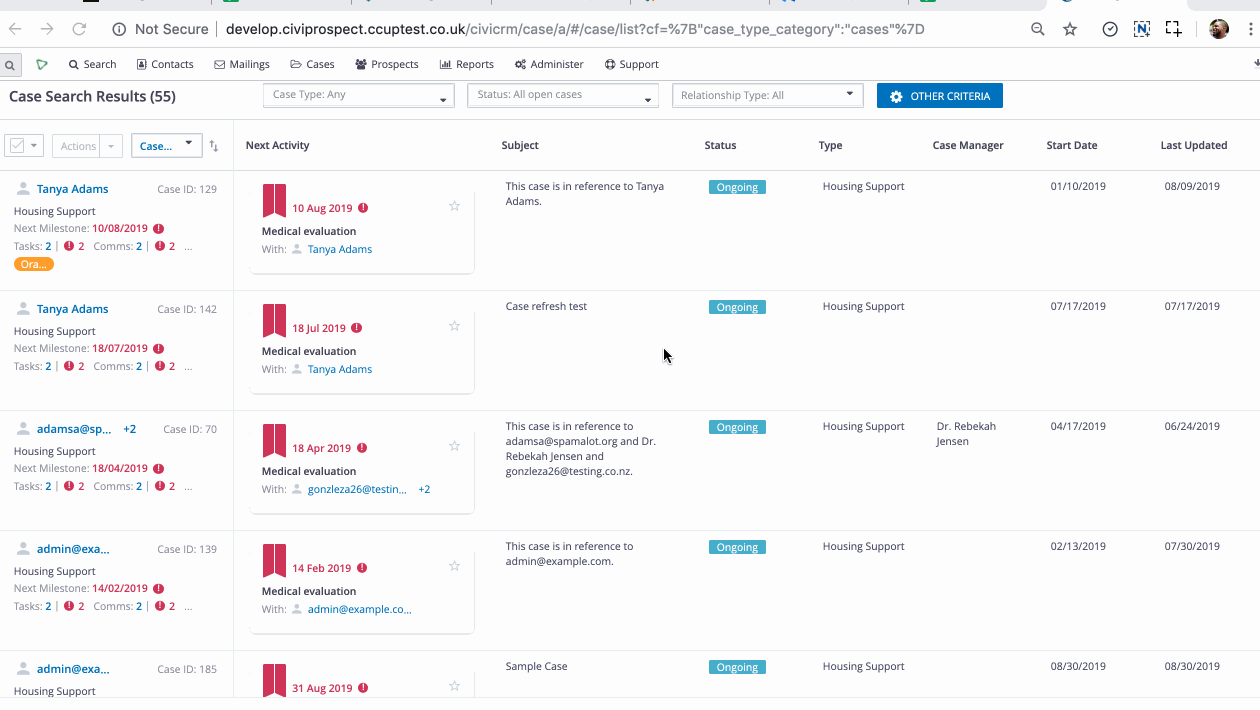 Not Secure | develop.civiprospect.ccuptest.co.uk/civicrm/case/a/#/case/list?cf=%7B"case_type_category":"cases"%7D
Search Contacts Mailings Cases Prospects Reports Administer Support
Case Search Results (55) Case Type: Any Status: All open cases Relationship Type: All OTHER CRITERIA
Actions Case... Next Activity Subject Status Type Case Manager Start Date Last Updated
Tanya Adams Case ID: 129
Housing Support
Next Milestone: 10/08/2019
Tasks: 2 | 2 Comms: 2 | 2 ...
Ora...
10 Aug 2019
Medical evaluation
With: Tanya Adams
This case is in reference to Tanya
Adams.
Ongoing
Housing Support
01/10/2019
08/09/2019
Tanya Adams Case ID: 142
Housing Support
Next Milestone: 18/07/2019
Tasks: 2 | 2 Comms: 2 | 2 ...
18 Jul 2019
Medical evaluation
With: Tanya Adams
Case refresh test
Ongoing
Housing Support
07/17/2019
07/17/2019
adamsa@sp... +2 Case ID: 70
Housing Support
Next Milestone: 18/04/2019
Tasks: 2 | 2 Comms: 2 | 2 ...
18 Apr 2019
Medical evaluation
With: gonzleza26@testin... +2
This case is in reference to
adamsa@spamalot.org and Dr.
Rebekah Jensen and
gonzleza26@testing.co.nz.
Ongoing
Housing Support
Dr. Rebekah
Jensen
04/17/2019
06/24/2019
admin@exa... Case ID: 139
Housing Support
Next Milestone: 14/02/2019
Tasks: 2 | 2 Comms: 2 | 2 ...
14 Feb 2019
Medical evaluation
With: admin@example.co...
This case is in reference to
admin@example.com.
Ongoing
Housing Support
02/13/2019
07/30/2019
admin@exa... Case ID: 185
Housing Support
31 Aug 2019
Sample Case
Ongoing
Housing Support
08/30/2019
08/30/2019